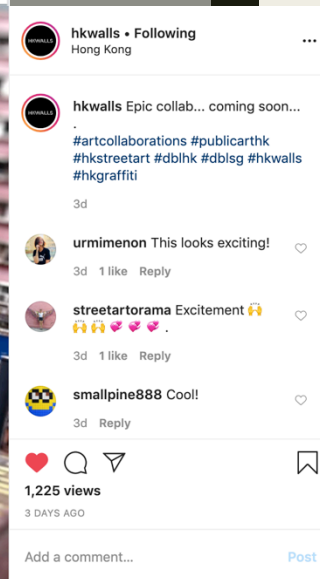 hkwalls • Following
Hong Kong
HKWALLS
HKWALLS
hkwalls Epic collab... coming soon...
.
#artcollaborations #publicarthk
#hkstreetart #dblhk #dblsg #hkwalls
#hkgraffiti
3d
urmimenon This looks exciting!
3d 1 like Reply
streetartorama Excitement 🙌
🙌🙌💞💞💞.
3d 1 like Reply
smallpine888 Cool!
3d Reply
1,225 views
3 DAYS AGO
Add a comment...
Post